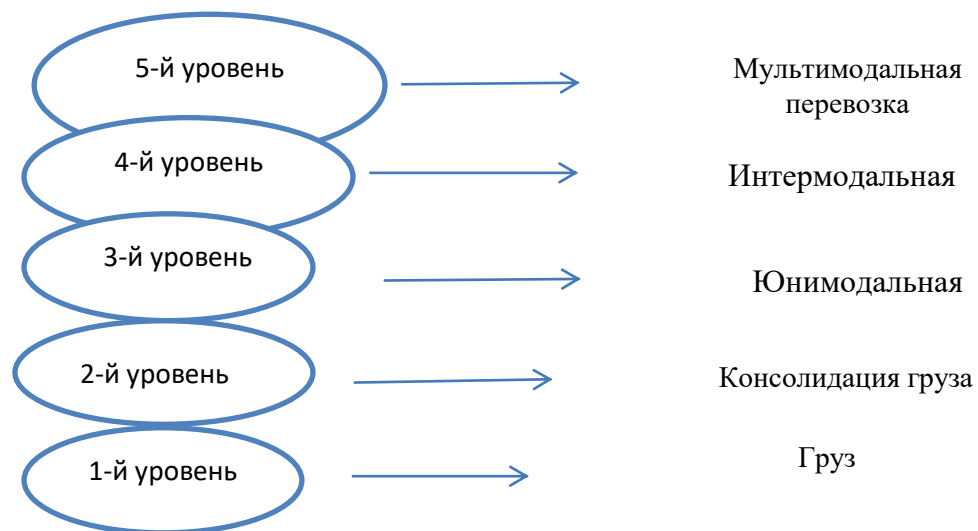 5-й уровень
Мультимодальная
перевозка
4-й уровень
Интермодальная
3-й уровень
Юнимодальная
2-й уровень
Консолидация груза
1-й уровень
Груз